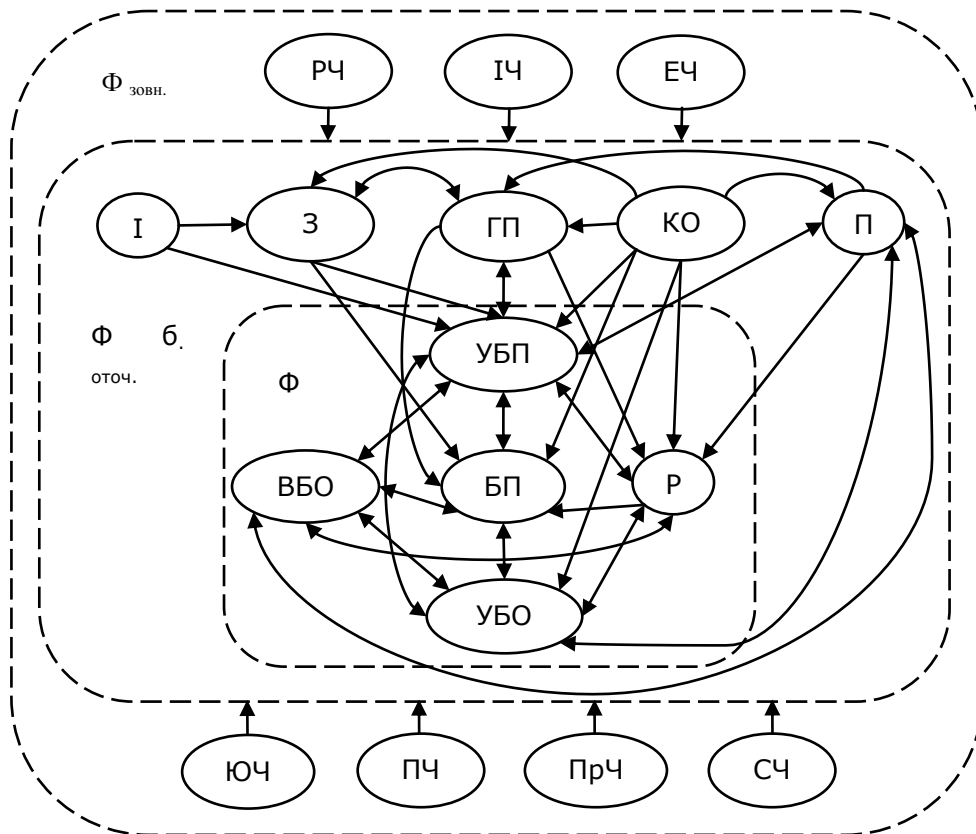 РЧ ІЧ ЕЧ
Ф зовн.
І З ГП КО П
Ф б.
оточ.
УБП
Ф
ВБО БП Р
УБО
ЮЧ ПЧ ПрЧ СЧ